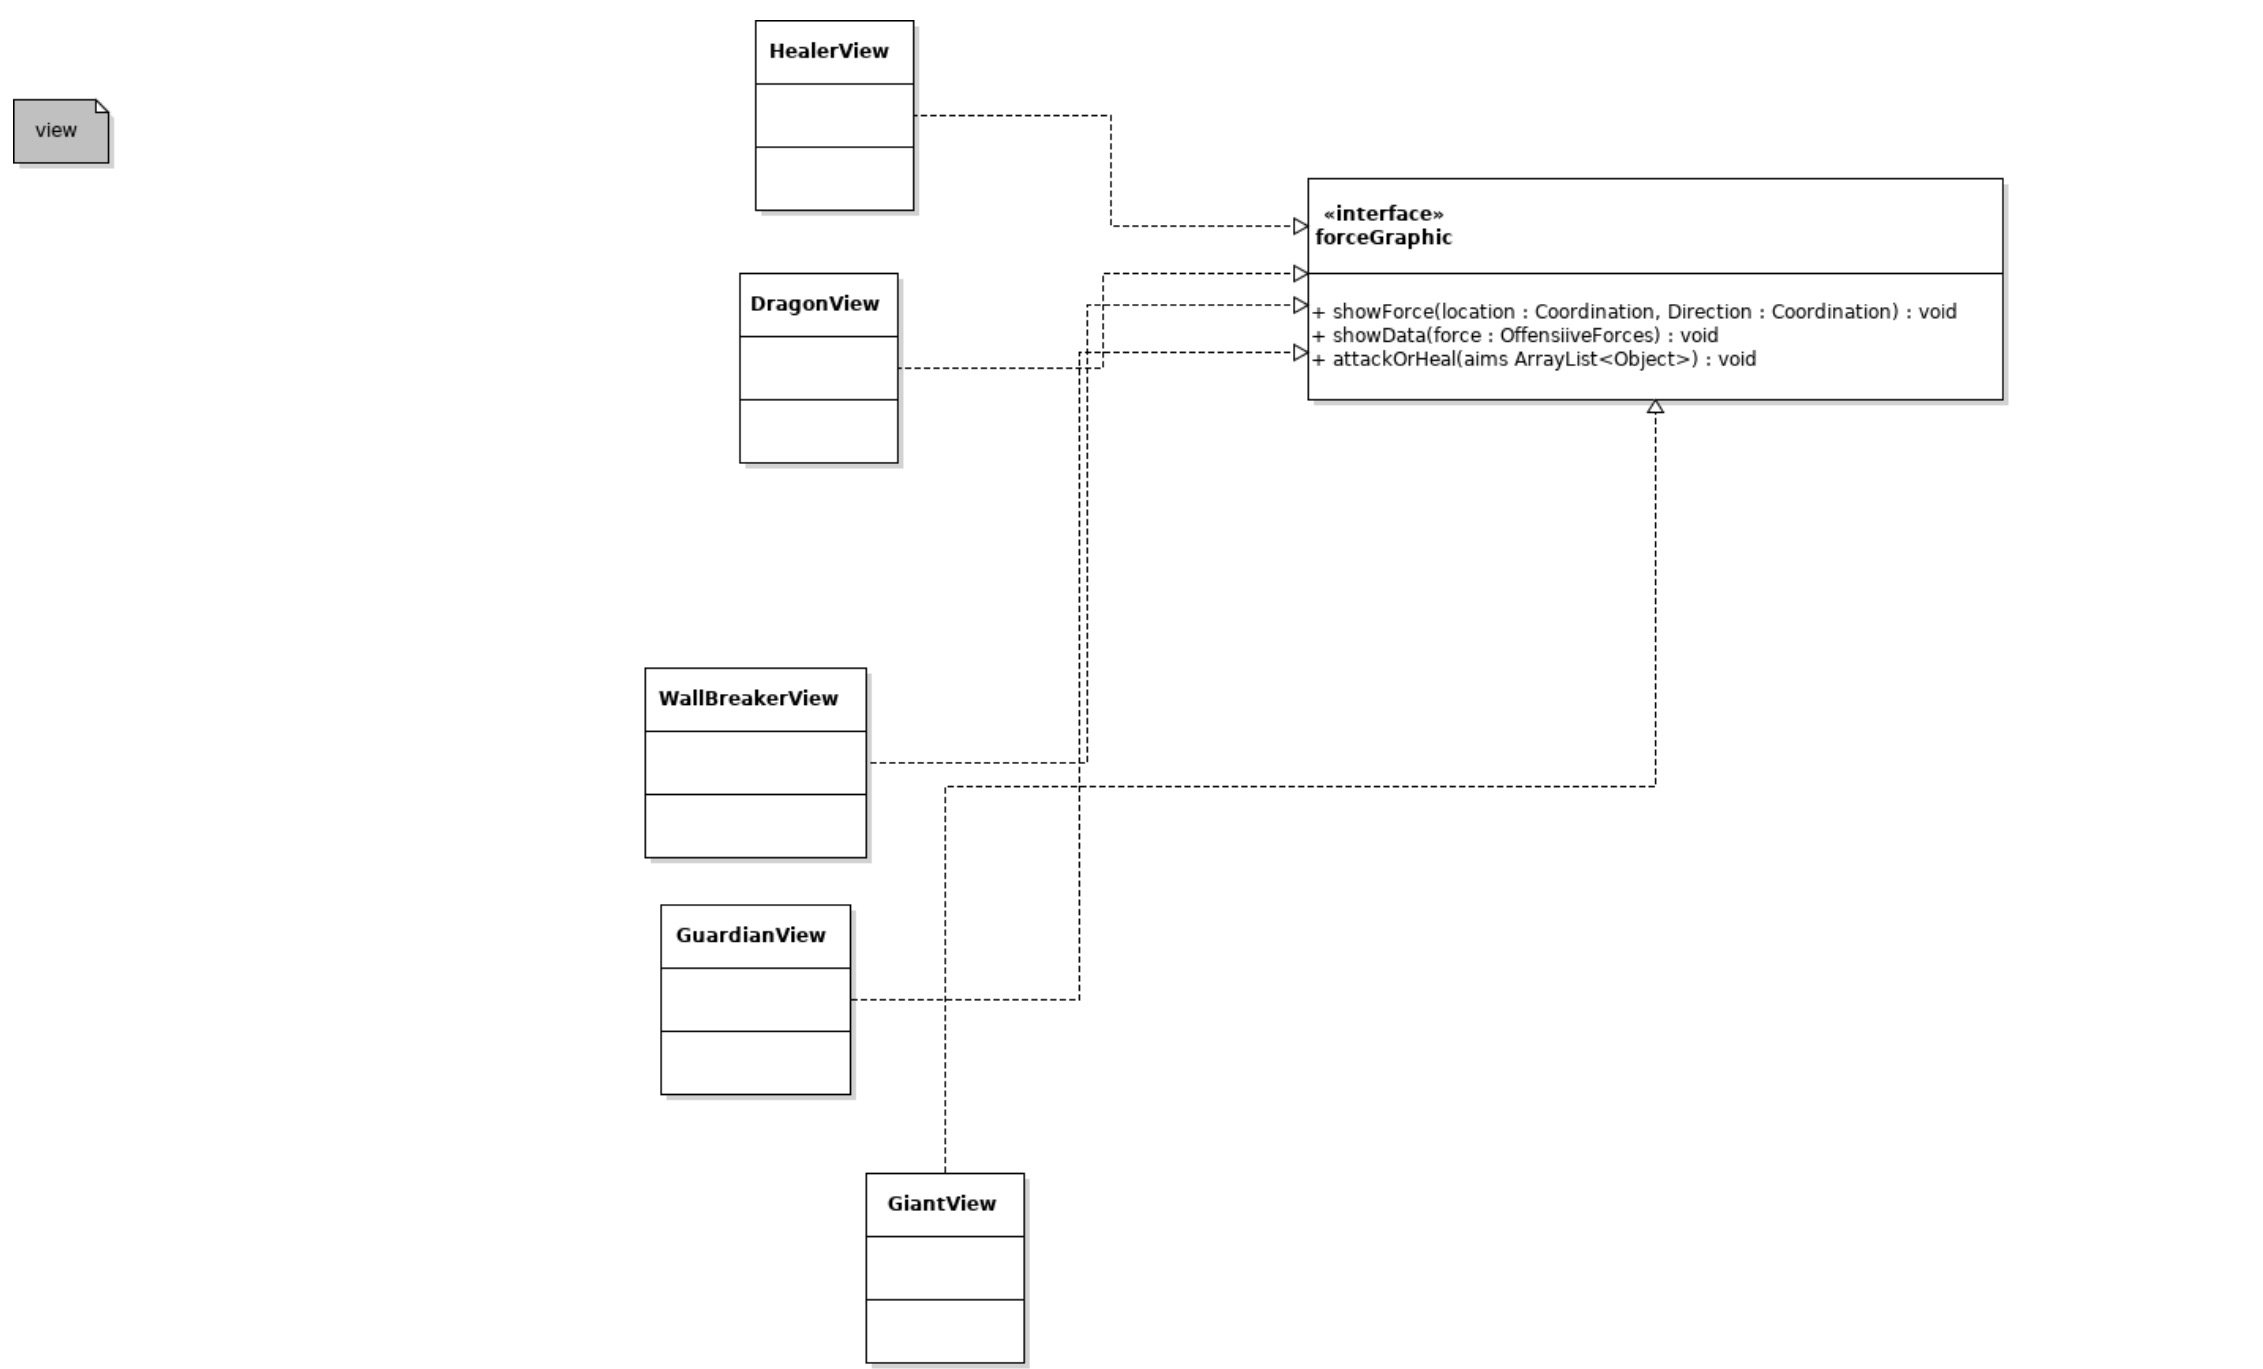 HealerView
view
«interface»
forceGraphic
DragonView
+ showForce(location : Coordination, Direction : Coordination) : void
+ showData(force : OffensiiveForces) : void
+ attackOrHeal(aims ArrayList<Object>) : void
WallBreakerView
GuardianView
GiantView